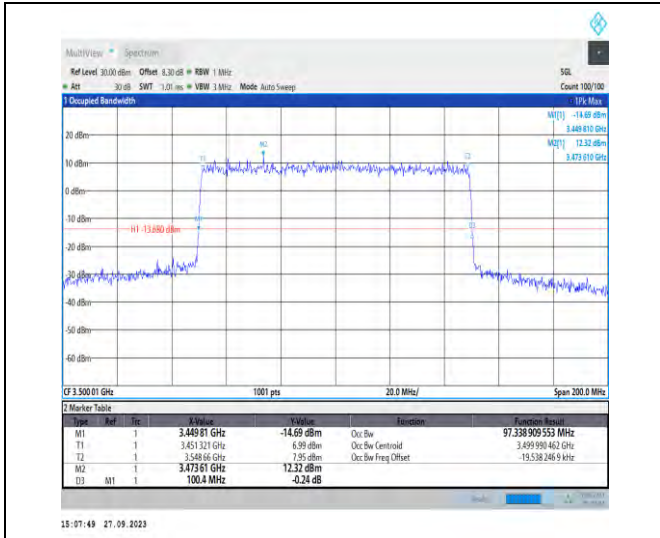 MultiView Spectrum
Ref Level 30.00 dBm Offset 8.30 dB RBW 1 MHz SGL
Att 30 dB SWT 1.01 ms VBW 3 MHz Mode Auto Sweep Count 100/100
1 Occupied Bandwidth 1Pk Max
M1[1] -14.69 dBm
3.449 810 GHz
M2[1] 12.32 dBm
3.473 610 GHz
20 dBm
M2
T1
T2
10 dBm
0 dBm
-10 dBm
M1
D3
H1 -13.680 dBm
-30 dBm
-40 dBm
-50 dBm
-60 dBm
CF 3.500 01 GHz 1001 pts 20.0 MHz/ Span 200.0 MHz
2 Marker Table
Type Ref Trc X-Value Y-Value Function Function Result
M1 1 3.449 81 GHz -14.69 dBm Occ Bw 97.338 909 553 MHz
T1 1 3.451 321 GHz 6.99 dBm Occ Bw Centroid 3.499 990 462 GHz
T2 1 3.548 66 GHz 7.95 dBm Occ Bw Freq Offset -19.538 246 9 kHz
M2 1 3.473 61 GHz 12.32 dBm
D3 M1 1 100.4 MHz -0.24 dB
15:07:49 27.09.2023